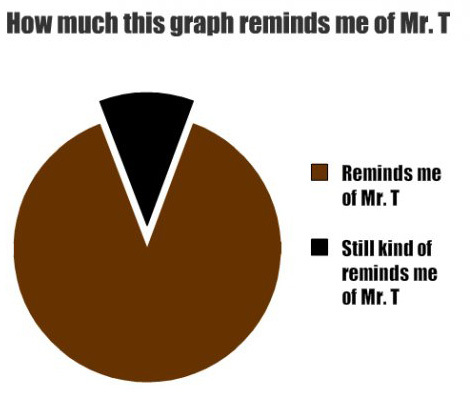 How much this graph reminds me of Mr. T
Reminds me
of Mr. T
Still kind of
reminds me
of Mr. T